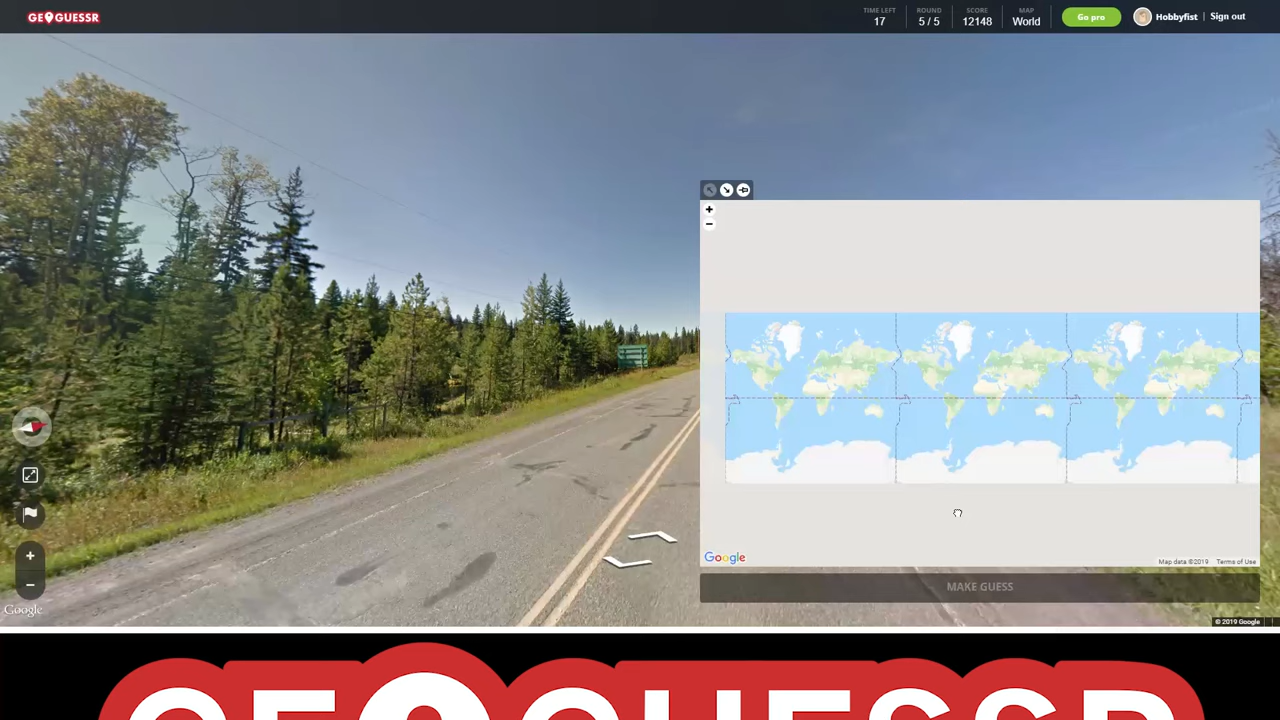 GEOGUESSR
TIME LEFT
17
ROUND
5 / 5
SCORE
12148
MAP
World
Go pro
Hobbyfist
Sign out
+
−
Google
Map data ©2019
Terms of Use
MAKE GUESS
+
−
Google
© 2019 Google
GEOGUESSR